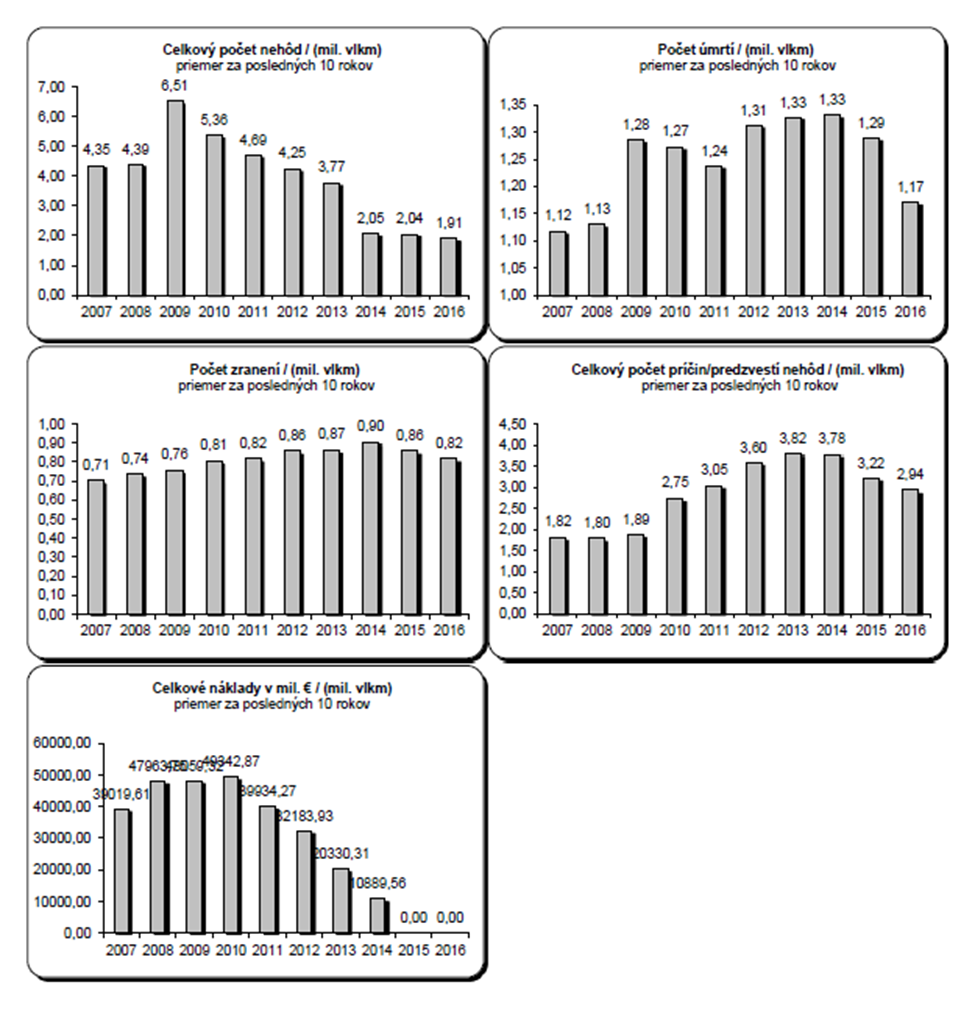 Celkový počet nehôd / (mil. vlkm)
priemer za posledných 10 rokov
7,00
6,00
5,00
4,00
3,00
2,00
1,00
0,00
4,35 4,39 6,51 5,36 4,69 4,25 3,77 2,05 2,04 1,91
2007 2008 2009 2010 2011 2012 2013 2014 2015 2016
Počet úmrtí / (mil. vlkm)
priemer za posledných 10 rokov
1,35
1,30
1,25
1,20
1,15
1,10
1,05
1,00
1,12 1,13 1,28 1,27 1,24 1,31 1,33 1,33 1,29 1,17
2007 2008 2009 2010 2011 2012 2013 2014 2015 2016
Počet zranení / (mil. vlkm)
priemer za posledných 10 rokov
1,00
0,90
0,80
0,70
0,60
0,50
0,40
0,30
0,20
0,10
0,00
0,71 0,74 0,76 0,81 0,82 0,86 0,87 0,90 0,86 0,82
2007 2008 2009 2010 2011 2012 2013 2014 2015 2016
Celkový počet príčin/predzvestí nehôd / (mil. vlkm)
priemer za posledných 10 rokov
4,50
4,00
3,50
3,00
2,50
2,00
1,50
1,00
0,50
0,00
1,82 1,80 1,89 2,75 3,05 3,60 3,82 3,78 3,22 2,94
2007 2008 2009 2010 2011 2012 2013 2014 2015 2016
Celkové náklady v mil. € / (mil. vlkm)
priemer za posledných 10 rokov
60000,00
50000,00
40000,00
30000,00
20000,00
10000,00
0,00
39019,61 49342,87 39934,27 32183,93 20330,31 10889,56 0,00 0,00
2007 2008 2009 2010 2011 2012 2013 2014 2015 2016